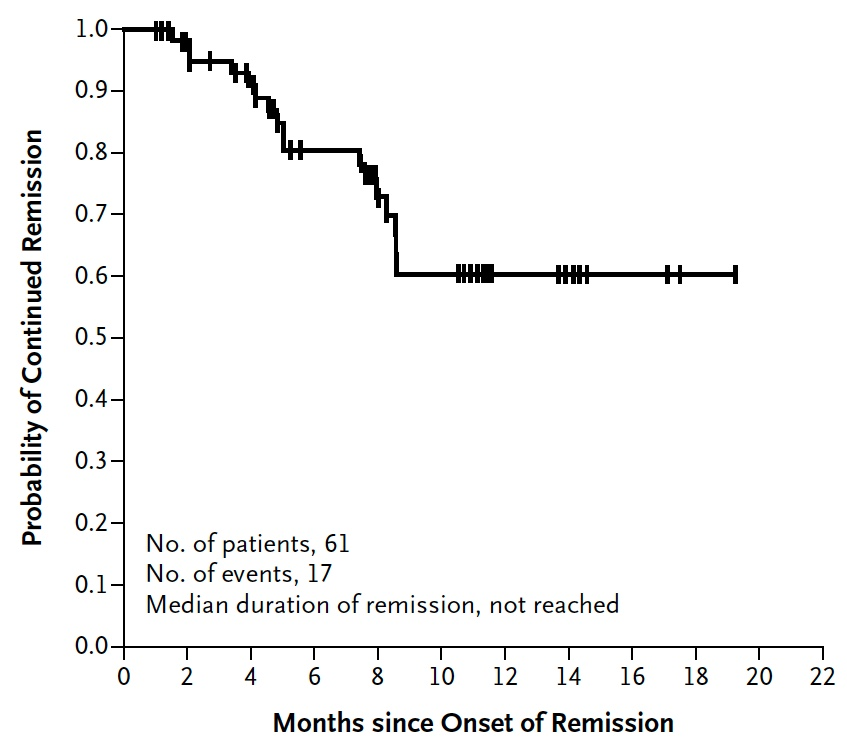 Probability of Continued Remission
1.0
0.9
0.8
0.7
0.6
0.5
0.4
0.3
0.2
0.1
0.0
No. of patients, 61
No. of events, 17
Median duration of remission, not reached
0 2 4 6 8 10 12 14 16 18 20 22
Months since Onset of Remission